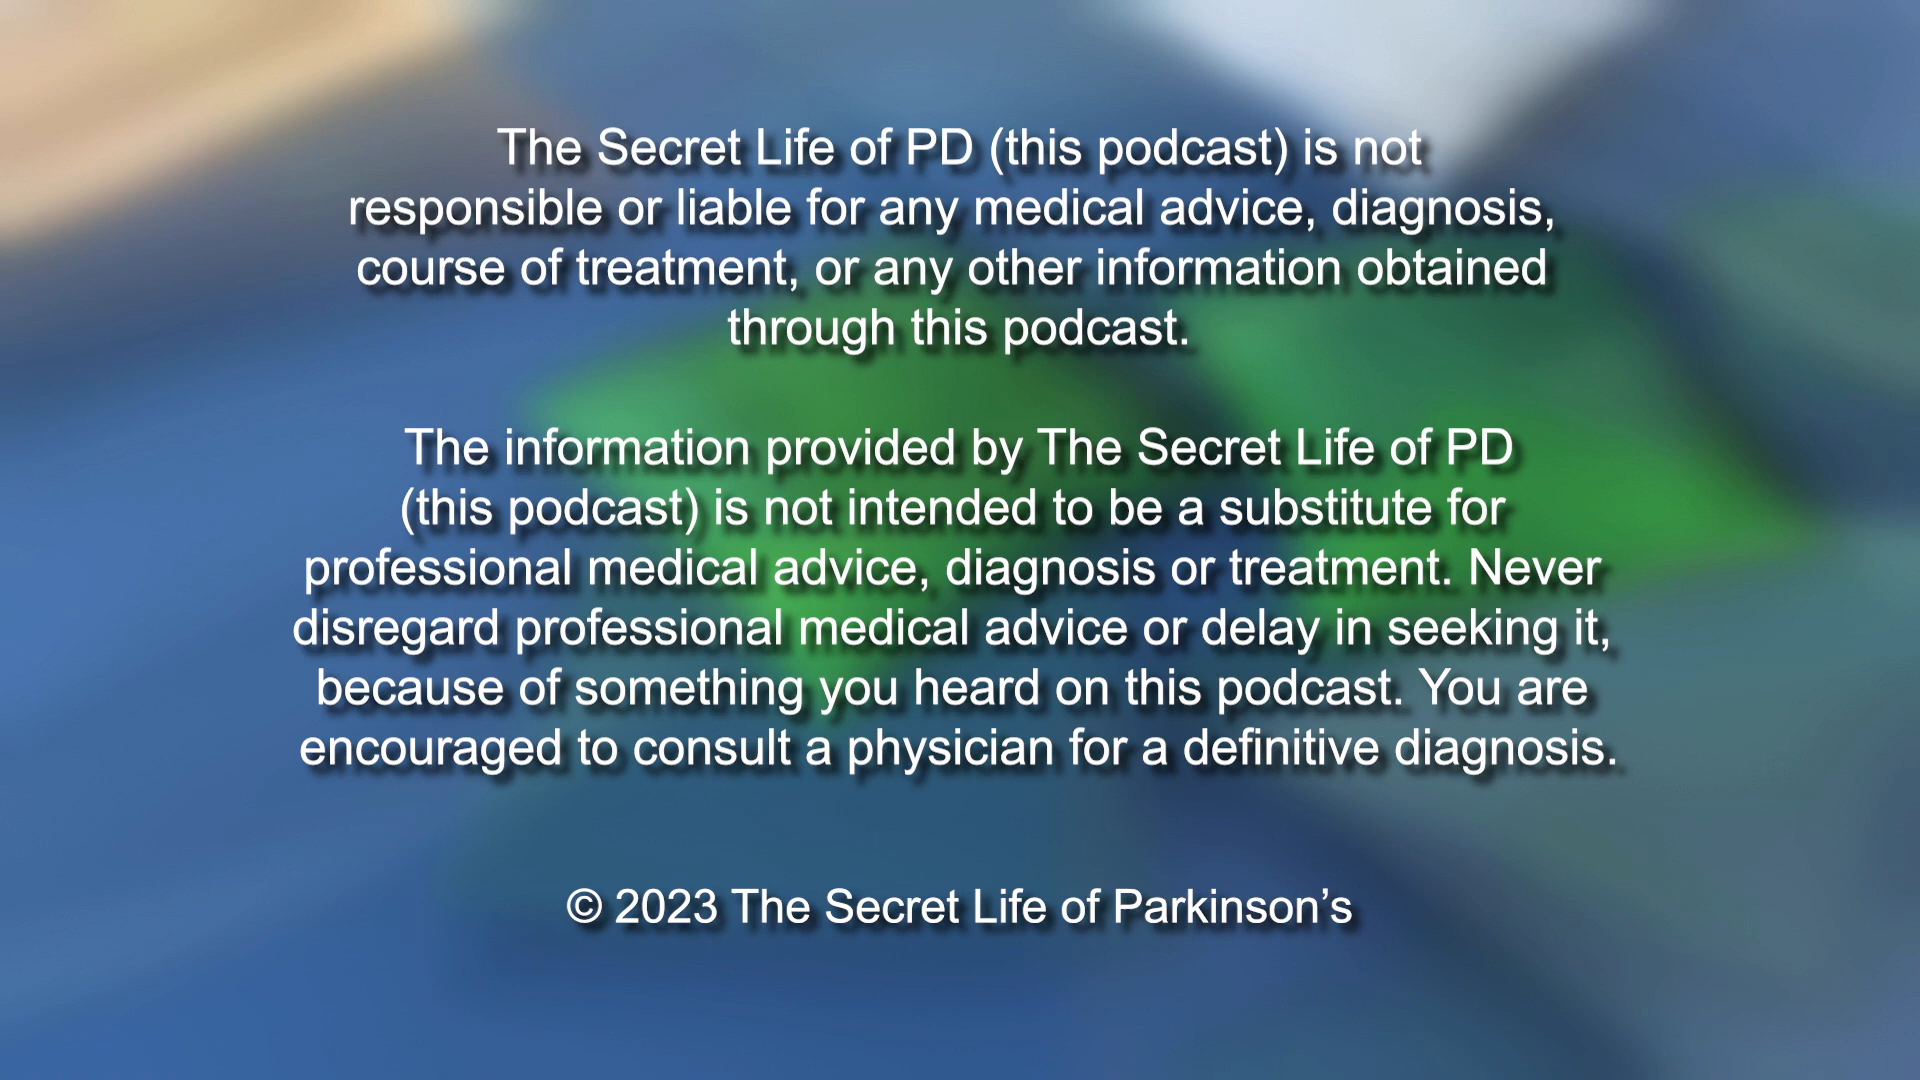 The Secret Life of PD (this podcast) is not
responsible or liable for any medical advice, diagnosis,
course of treatment, or any other information obtained
through this podcast.
The information provided by The Secret Life of PD
(this podcast) is not intended to be a substitute for
professional medical advice, diagnosis or treatment. Never
disregard professional medical advice or delay in seeking it,
because of something you heard on this podcast. You are
encouraged to consult a physician for a definitive diagnosis.
© 2023 The Secret Life of Parkinson’s